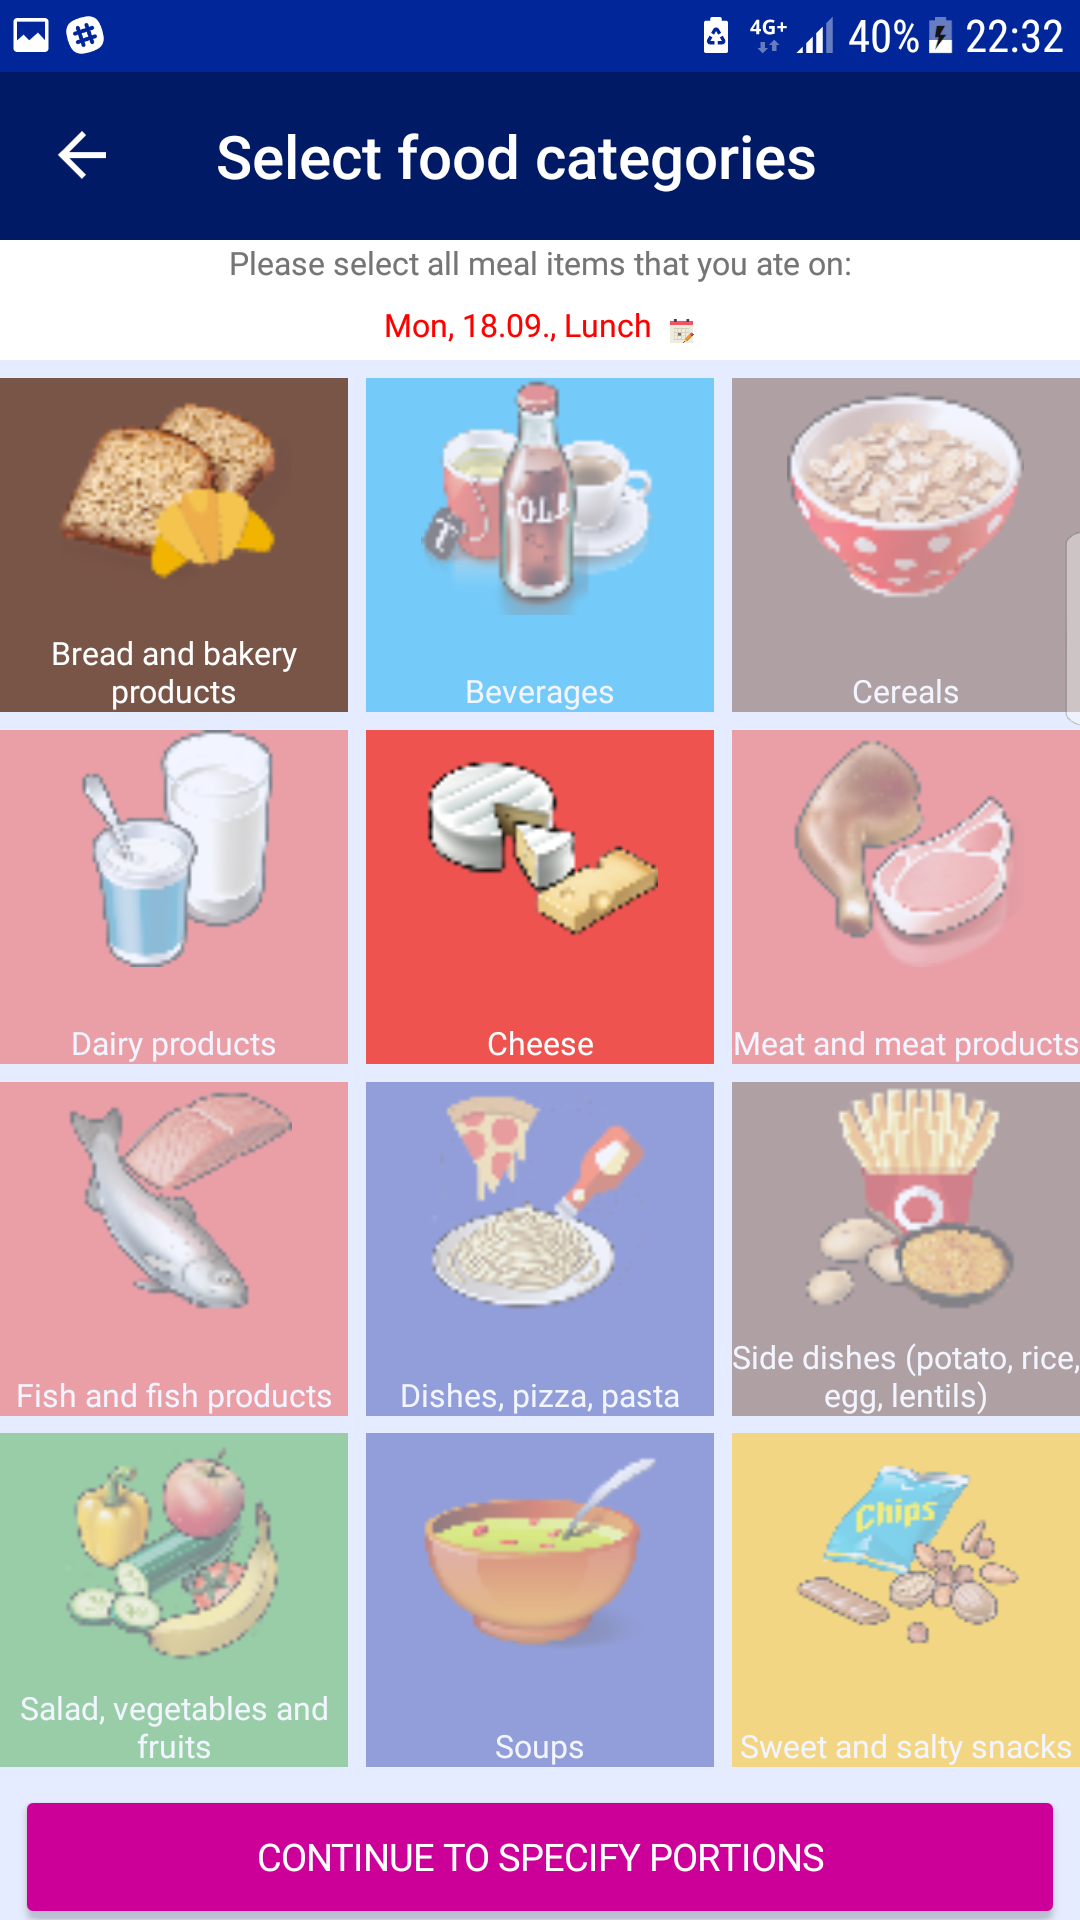 4G+ 40% 22:32
Select food categories
Please select all meal items that you ate on:
Mon, 18.09., Lunch
Bread and bakery
products
Beverages
Cereals
Dairy products
Cheese
Meat and meat products
Fish and fish products
Dishes, pizza, pasta
Side dishes (potato, rice,
egg, lentils)
Chips
Salad, vegetables and
fruits
Soups
Sweet and salty snacks
CONTINUE TO SPECIFY PORTIONS